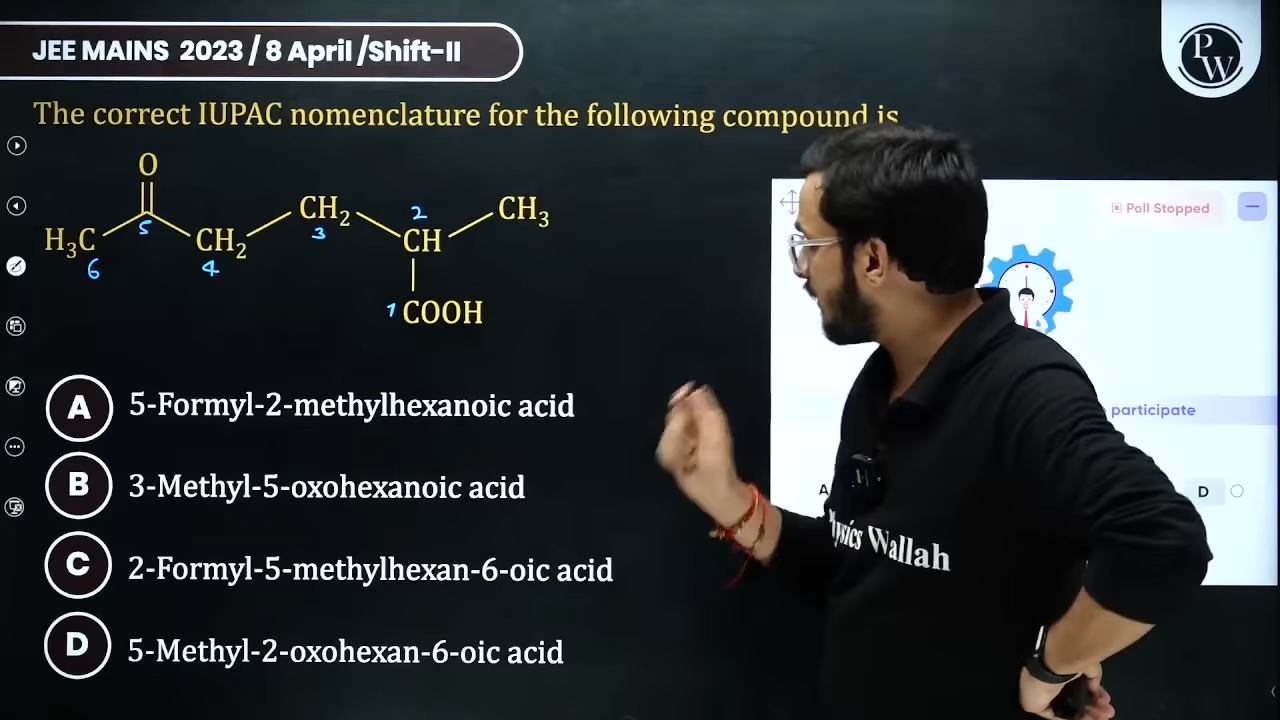 JEE MAINS 2023 / 8 April /Shift-II
PW
The correct IUPAC nomenclature for the following compound is
O
H₃C
CH₂
CH₂
CH
CH₃
COOH
6
5
4
3
2
1
Poll Stopped
participate
A
D
A 5-Formyl-2-methylhexanoic acid
B 3-Methyl-5-oxohexanoic acid
C 2-Formyl-5-methylhexan-6-oic acid
D 5-Methyl-2-oxohexan-6-oic acid
Wallah